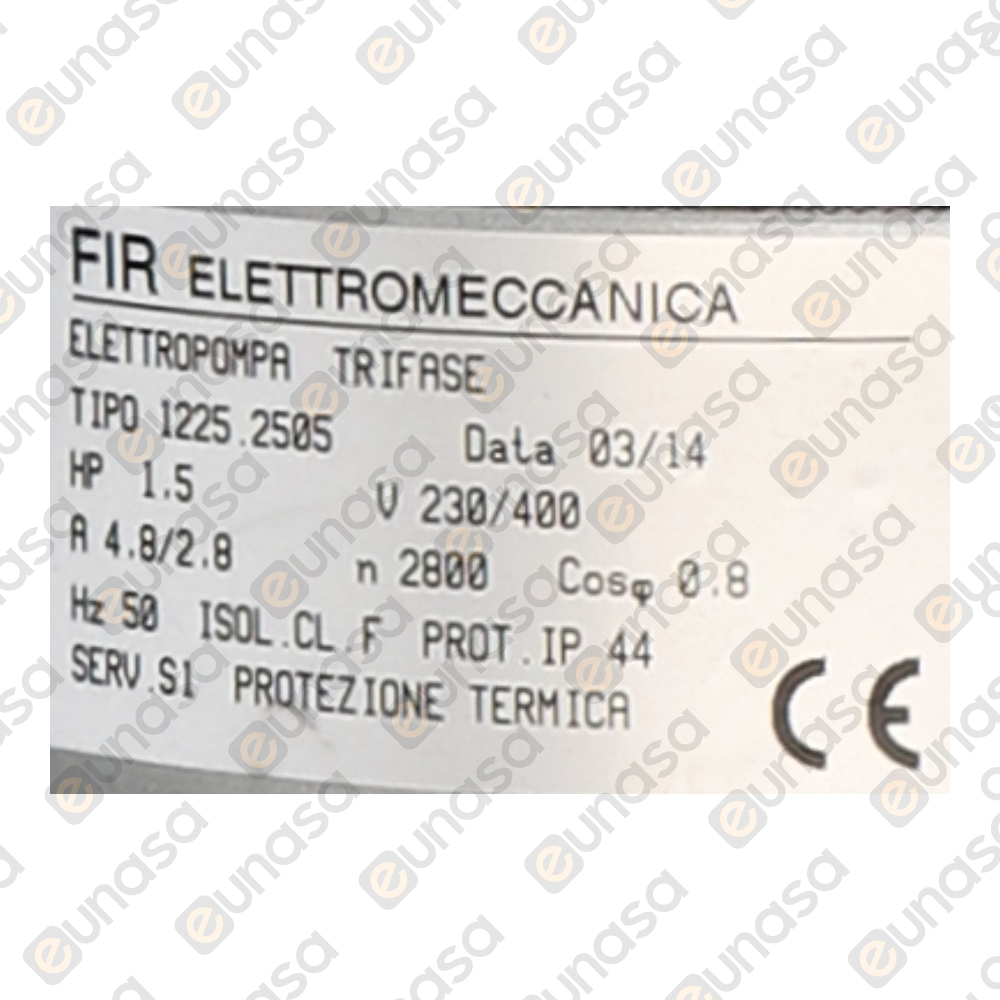 FIR ELETTROMECCANICA
ELETTROPOMPA TRIFASE
TIPO 1225.2505 Data 03/14
HP 1.5 V 230/400
A 4.8/2.8 n 2800 Cosφ 0.8
Hz 50 ISOL.CL.F PROT.IP 44
SERV.S1 PROTEZIONE TERMICA
CE
eunasa